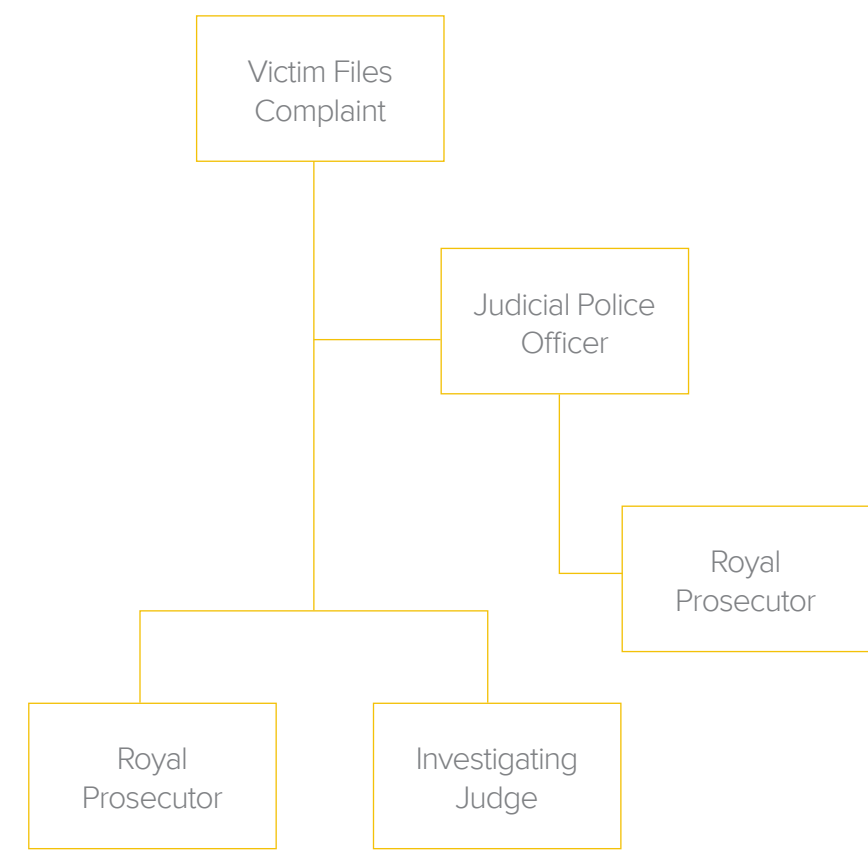 Victim Files
Complaint
Judicial Police
Officer
Royal
Prosecutor
Royal
Prosecutor
Investigating
Judge